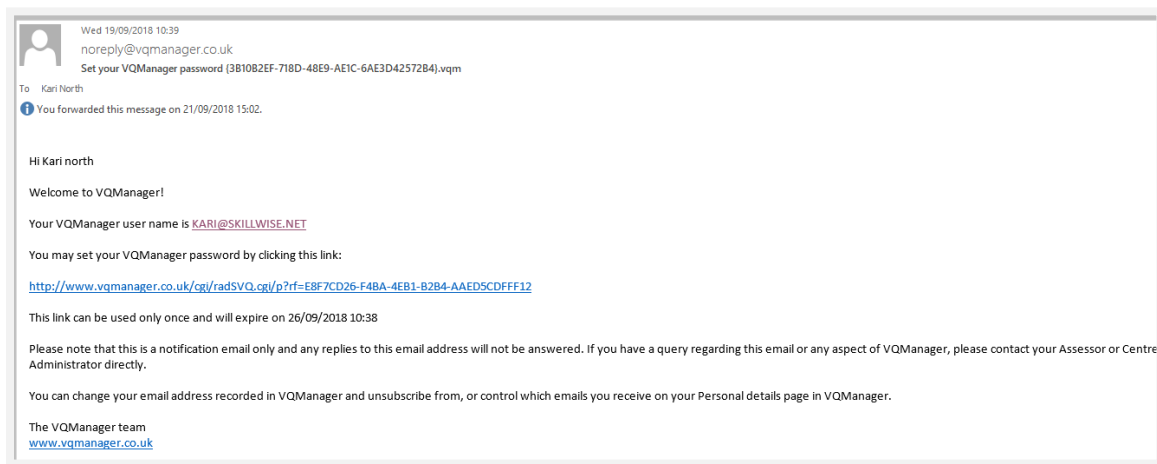 Wed 19/09/2018 10:39
noreply@vqmanager.co.uk
Set your VQManager password {3B10B2EF-718D-48E9-AE1C-6AE3D42572B4}.vqm
To Kari North
You forwarded this message on 21/09/2018 15:02.
Hi Kari north
Welcome to VQManager!
Your VQManager user name is KARI@SKILLWISE.NET
You may set your VQManager password by clicking this link:
http://www.vqmanager.co.uk/cgi/radSVQ.cgi/p?rf=E8F7CD26-F4BA-4EB1-B2B4-AAED5CDFFF12
This link can be used only once and will expire on 26/09/2018 10:38
Please note that this is a notification email only and any replies to this email address will not be answered. If you have a query regarding this email or any aspect of VQManager, please contact your Assessor or Centre
Administrator directly.
You can change your email address recorded in VQManager and unsubscribe from, or control which emails you receive on your Personal details page in VQManager.
The VQManager team
www.vqmanager.co.uk